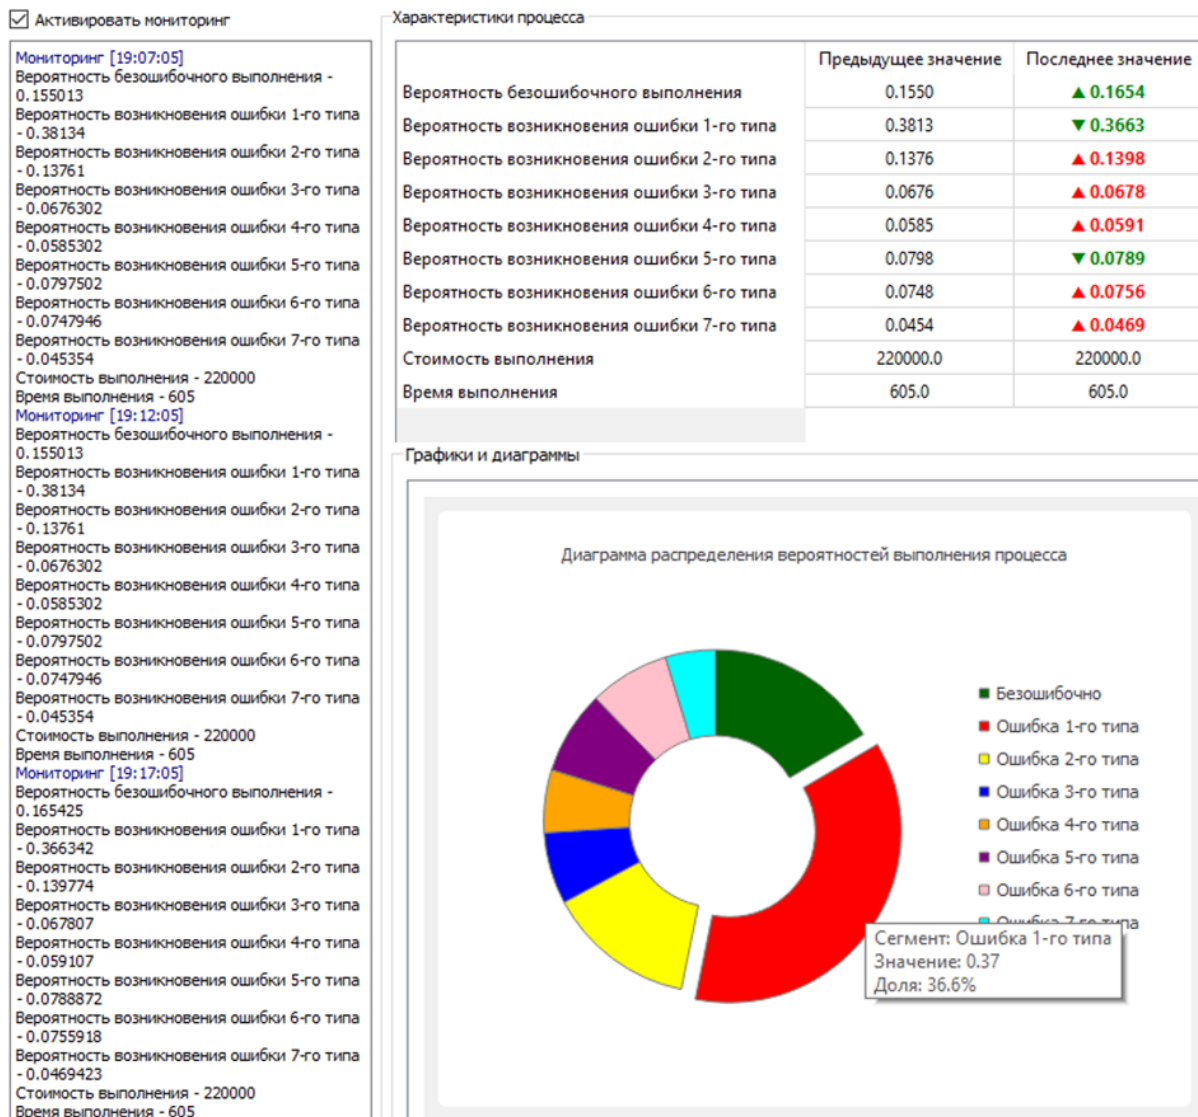 Активировать мониторинг
Мониторинг [19:07:05]
Вероятность безошибочного выполнения -
0.155013
Вероятность возникновения ошибки 1-го типа
- 0.38134
Вероятность возникновения ошибки 2-го типа
- 0.13761
Вероятность возникновения ошибки 3-го типа
- 0.0676302
Вероятность возникновения ошибки 4-го типа
- 0.0585302
Вероятность возникновения ошибки 5-го типа
- 0.0797502
Вероятность возникновения ошибки 6-го типа
- 0.0747946
Вероятность возникновения ошибки 7-го типа
- 0.045354
Стоимость выполнения - 220000
Время выполнения - 605
Мониторинг [19:12:05]
Вероятность безошибочного выполнения -
0.155013
Вероятность возникновения ошибки 1-го типа
- 0.38134
Вероятность возникновения ошибки 2-го типа
- 0.13761
Вероятность возникновения ошибки 3-го типа
- 0.0676302
Вероятность возникновения ошибки 4-го типа
- 0.0585302
Вероятность возникновения ошибки 5-го типа
- 0.0797502
Вероятность возникновения ошибки 6-го типа
- 0.0747946
Вероятность возникновения ошибки 7-го типа
- 0.045354
Стоимость выполнения - 220000
Время выполнения - 605
Мониторинг [19:17:05]
Вероятность безошибочного выполнения -
0.165425
Вероятность возникновения ошибки 1-го типа
- 0.366342
Вероятность возникновения ошибки 2-го типа
- 0.139774
Вероятность возникновения ошибки 3-го типа
- 0.067807
Вероятность возникновения ошибки 4-го типа
- 0.059107
Вероятность возникновения ошибки 5-го типа
- 0.0788872
Вероятность возникновения ошибки 6-го типа
- 0.0755918
Вероятность возникновения ошибки 7-го типа
- 0.0469423
Стоимость выполнения - 220000
Время выполнения - 605
Характеристики процесса
Предыдущее значение Последнее значение
Вероятность безошибочного выполнения 0.1550 ▲ 0.1654
Вероятность возникновения ошибки 1-го типа 0.3813 ▼ 0.3663
Вероятность возникновения ошибки 2-го типа 0.1376 ▲ 0.1398
Вероятность возникновения ошибки 3-го типа 0.0676 ▲ 0.0678
Вероятность возникновения ошибки 4-го типа 0.0585 ▲ 0.0591
Вероятность возникновения ошибки 5-го типа 0.0798 ▼ 0.0789
Вероятность возникновения ошибки 6-го типа 0.0748 ▲ 0.0756
Вероятность возникновения ошибки 7-го типа 0.0454 ▲ 0.0469
Стоимость выполнения 220000.0 220000.0
Время выполнения 605.0 605.0
Графики и диаграммы
Диаграмма распределения вероятностей выполнения процесса
Безошибочно
Ошибка 1-го типа
Ошибка 2-го типа
Ошибка 3-го типа
Ошибка 4-го типа
Ошибка 5-го типа
Ошибка 6-го типа
Ошибка 7-го типа
Сегмент: Ошибка 1-го типа
Значение: 0.37
Доля: 36.6%